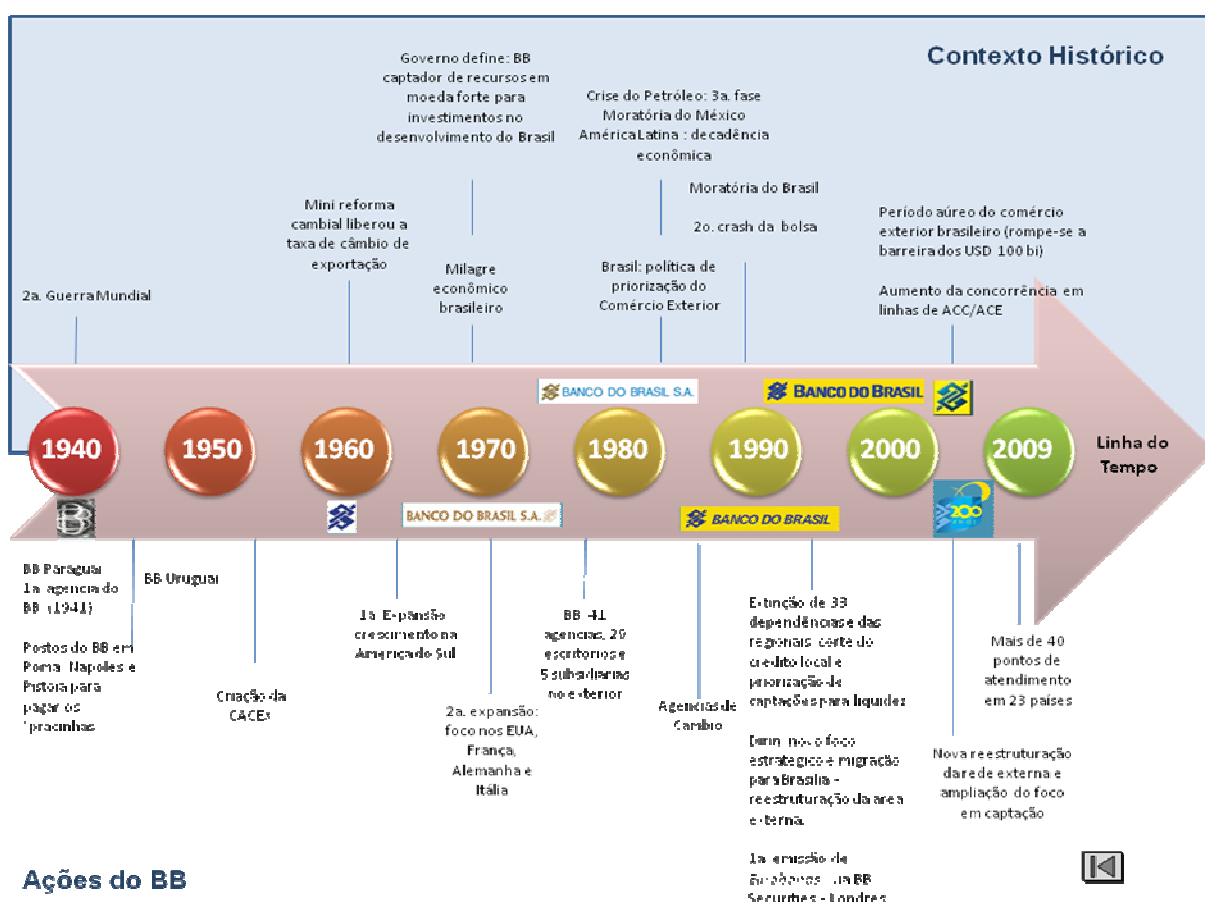 Contexto Histórico
Governo define: BB
captador de recursos em
moeda forte para
investimentos no
desenvolvimento do Brasil
Crise do Petróleo: 3a. fase
Moratória do México
América Latina : decadência
econômica
Moratória do Brasil
2o. crash da bolsa
Mini reforma
cambial liberou a
taxa de câmbio de
exportação
Período aúreo do comércio
exterior brasileiro (rompe-se a
barreira dos USD 100 bi)
Aumento da concorrência em
linhas de ACC/ACE
Milagre
econômico
brasileiro
Brasil: política de
priorização do
Comércio Exterior
2a. Guerra Mundial
BANCO DO BRASIL S.A.
BANCO DO BRASIL
1940
1950
1960
1970
1980
1990
2000
2009
Linha do
Tempo
BANCO DO BRASIL S.A.
BANCO DO BRASIL
200
BB Paraguai
1a. agencia do
BB (1941)
Postos do BB em
Roma, Napoles e
Pistoia para
pagar os
"pracinhas
BB Uruguai
Criação da
CACEX
1a. Expansão
crescimento na
America do Sul
2a. expansão:
foco nos EUA,
França,
Alemanha e
Itália
BB 41
agencias, 29
escritorios e
5 subsidiarias
no exterior
Agencias de
Cambio
Extinção de 33
dependências e das
regionais, corte do
credito local e
priorização de
captações para liquidez
novo foco
estrategico e migração
para Brasilia -
reestruturação da area
externa.
1a. emissão de
BB
Securities - Londres
Nova reestruturação
da rede externa e
ampliação do foco
em captação
Mais de 40
pontos de
atendimento
em 23 países
Ações do BB